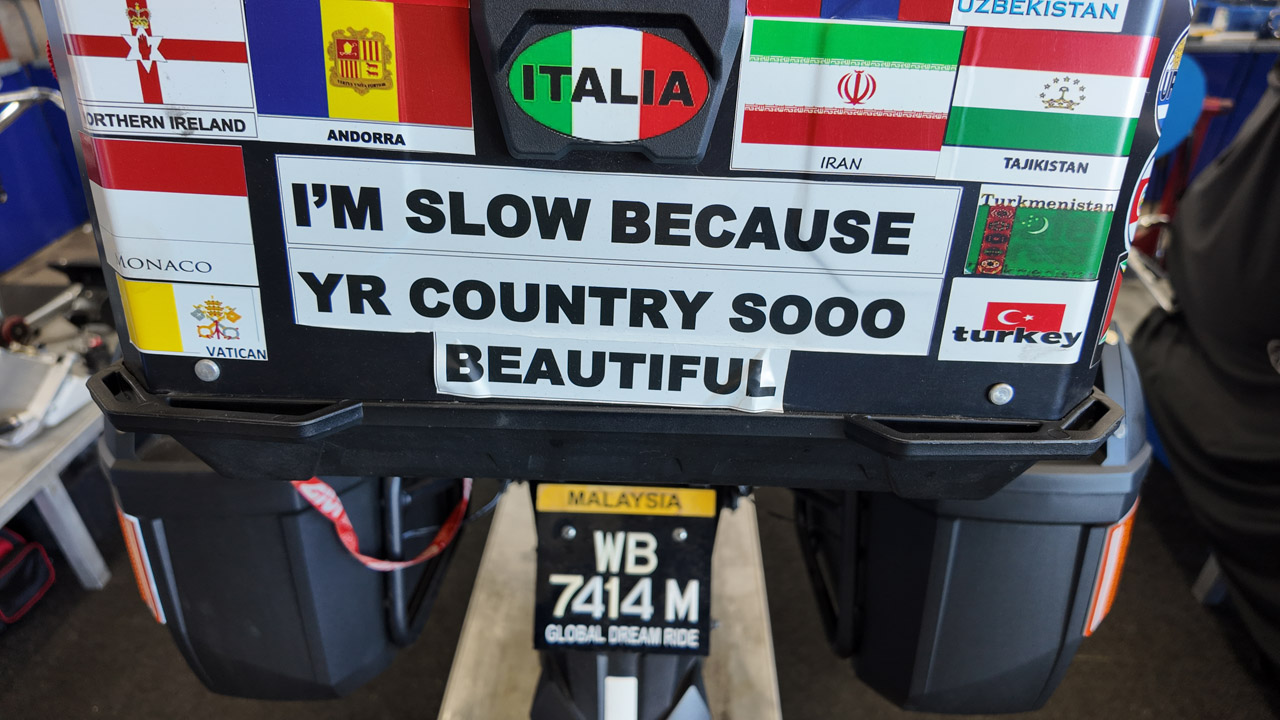 UZBEKISTAN
ORTHERN IRELAND
ANDORRA
ITALIA
IRAN
TAJIKISTAN
I'M SLOW BECAUSE
YR COUNTRY SOOO
BEAUTIFUL
Turkmenistan
MONACO
VATICAN
turkey
MALAYSIA
WB
7414 M
GLOBAL DREAM RIDE